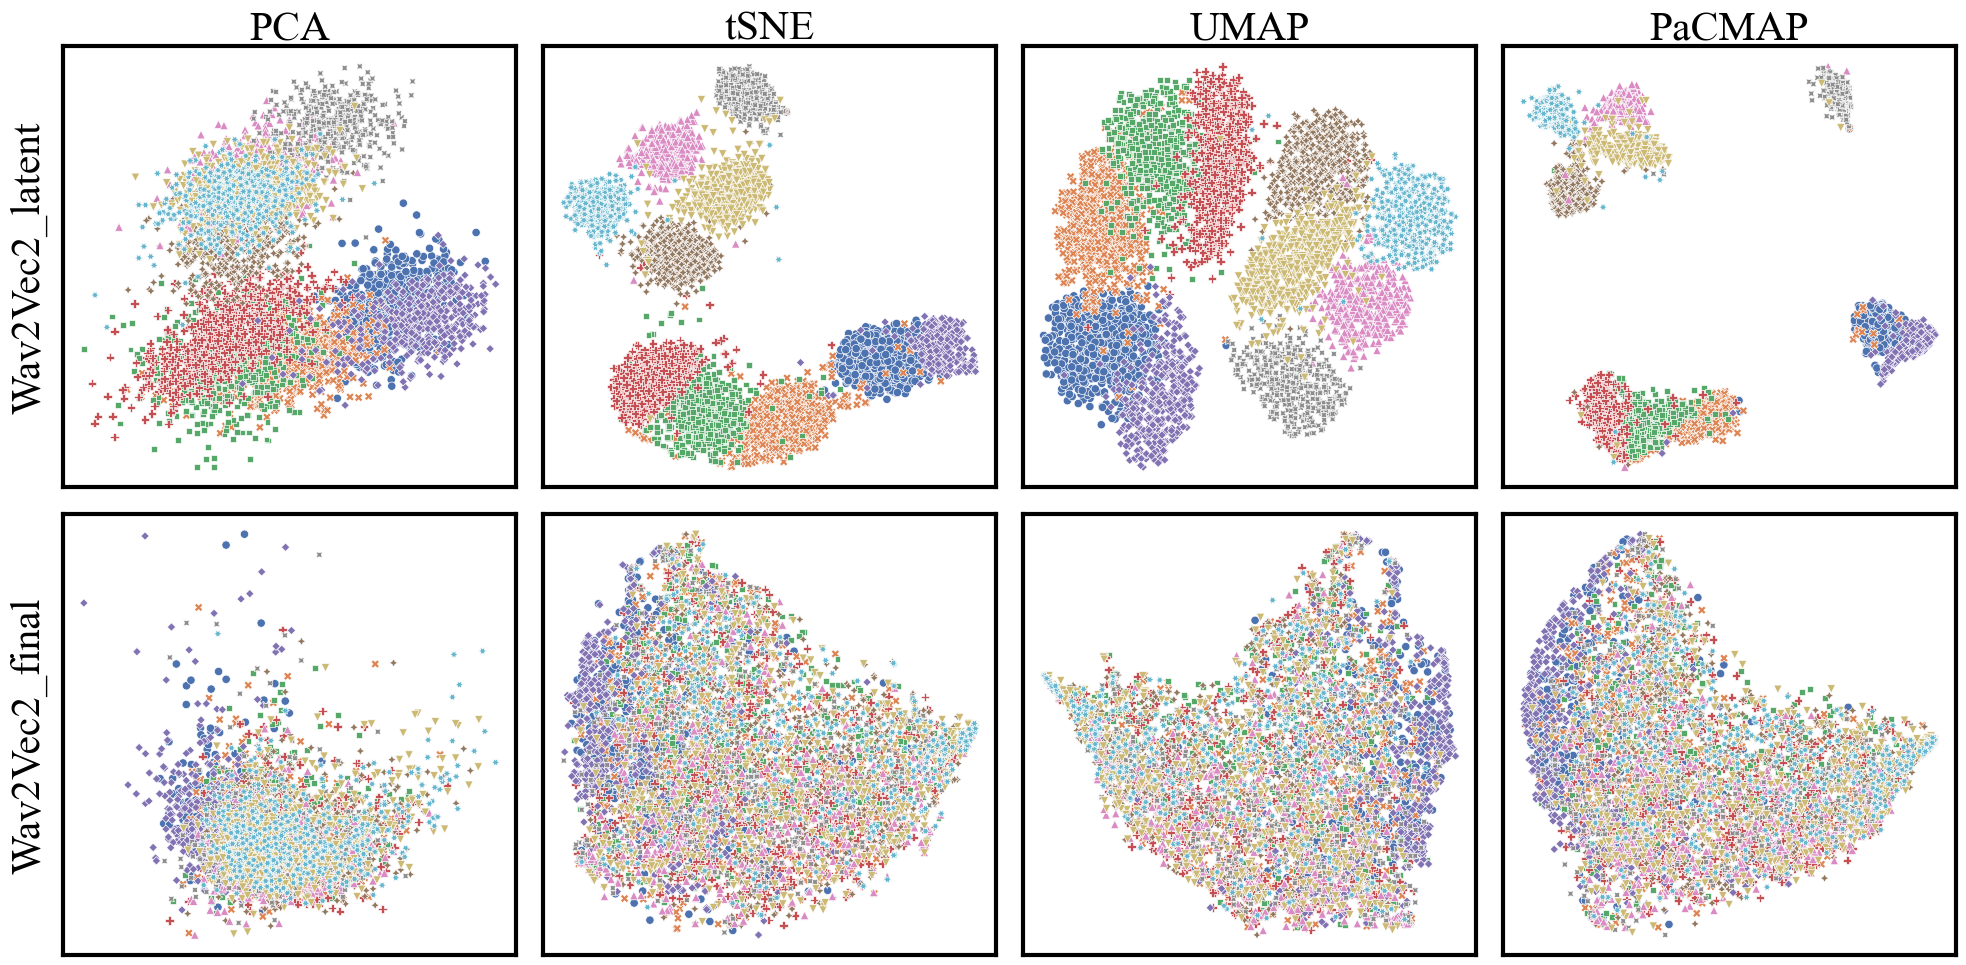 PCA
tSNE
UMAP
PaCMAP
Wav2Vec2_latent
Wav2Vec2_final